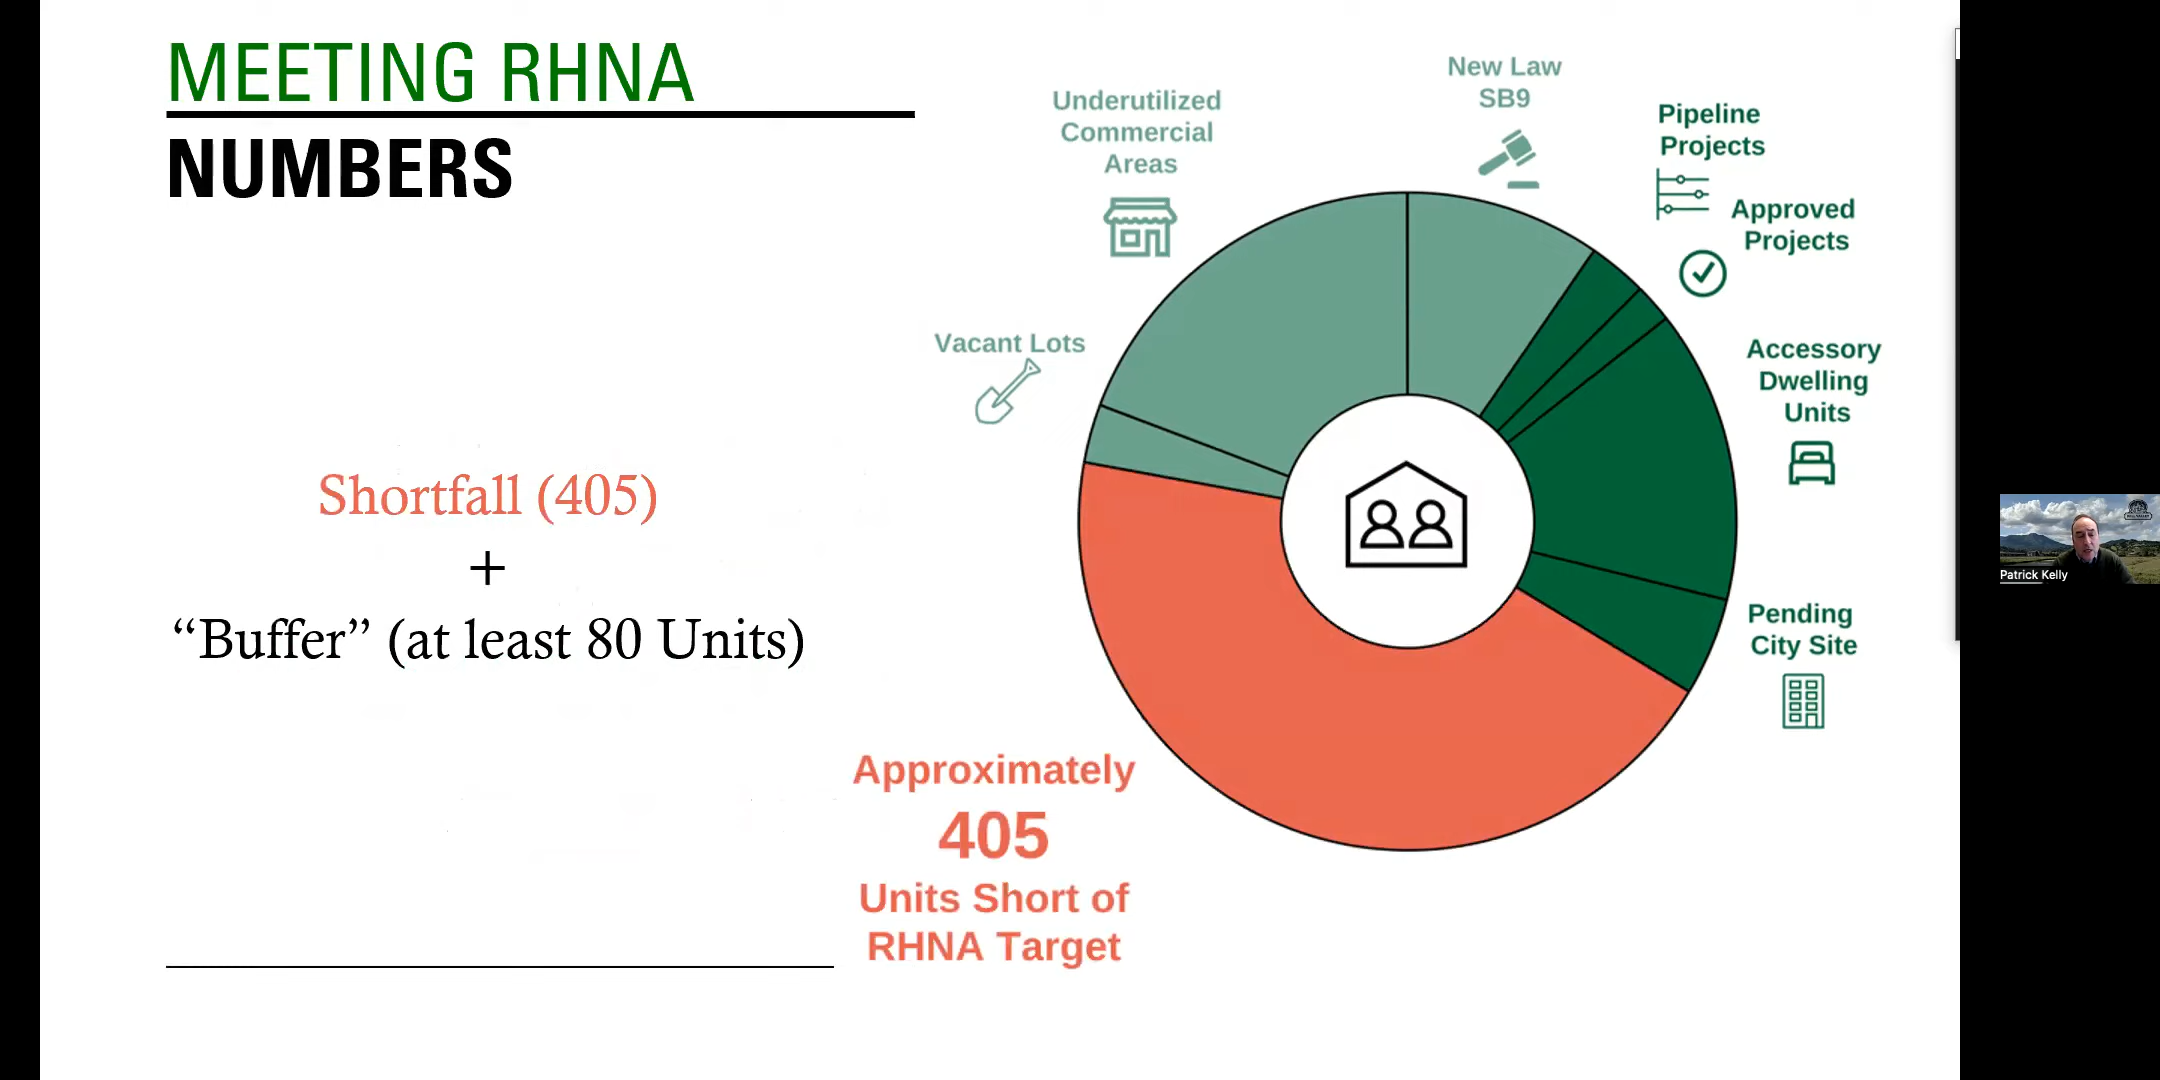 MEETING RHNA
NUMBERS
Shortfall (405)
+
“Buffer” (at least 80 Units)
Underutilized
Commercial
Areas
New Law
SB9
Pipeline
Projects
Approved
Projects
Vacant Lots
Accessory
Dwelling
Units
Pending
City Site
Approximately
405
Units Short of
RHNA Target
Patrick Kelly